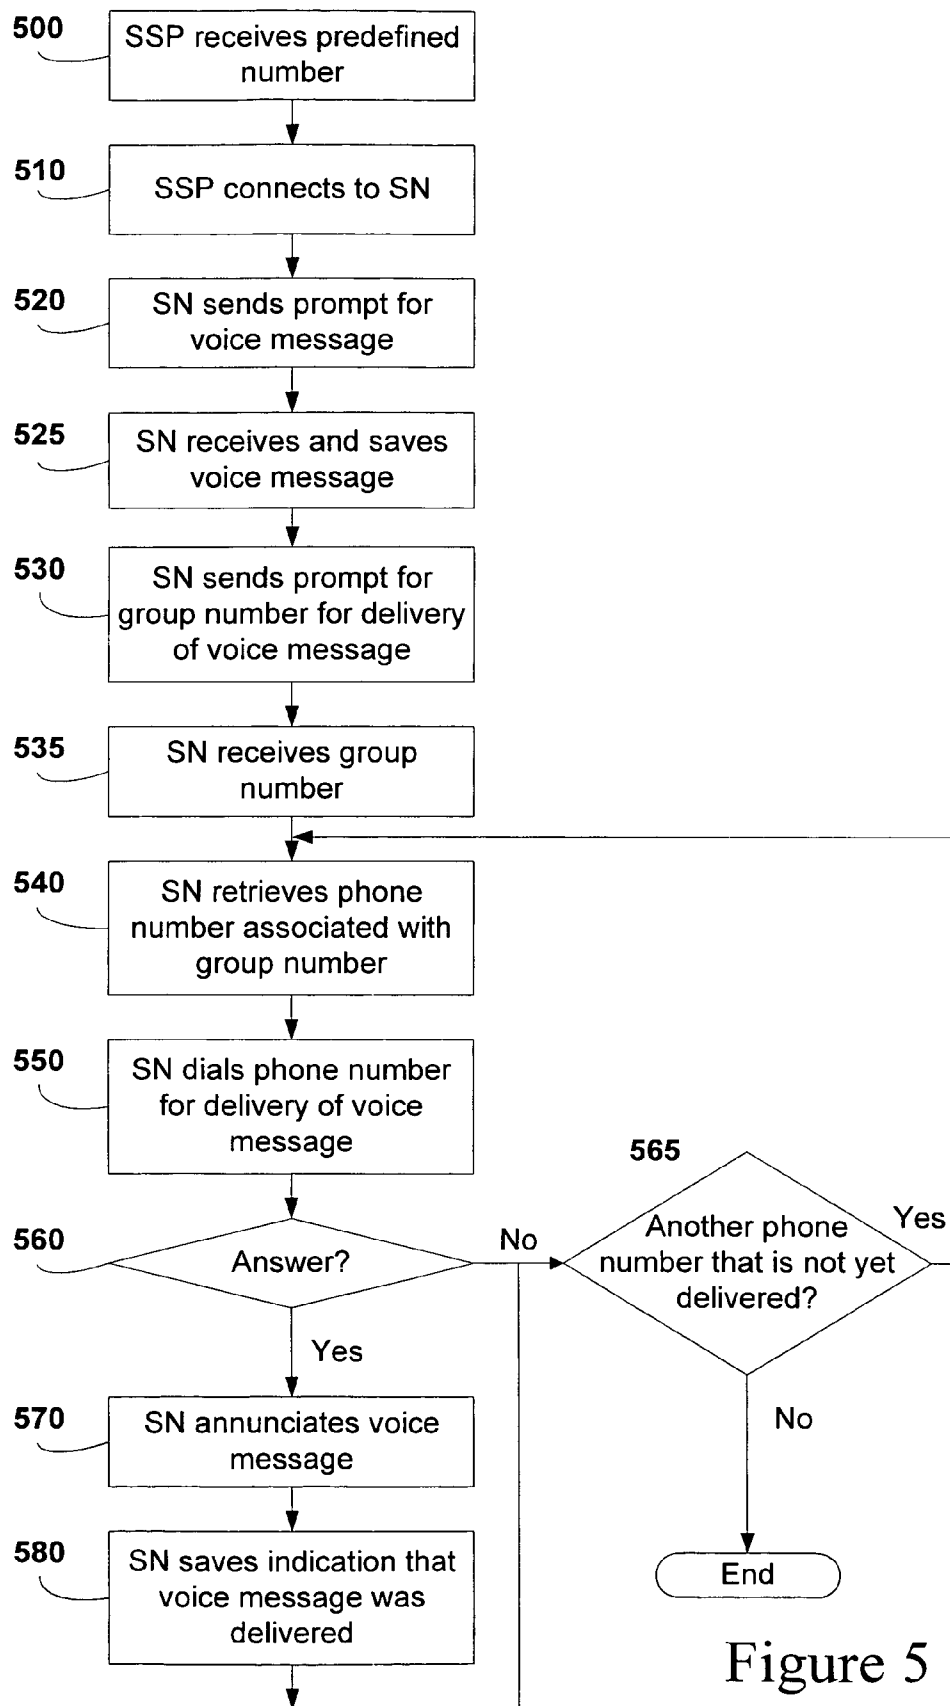 500
SSP receives predefined
number
510
SSP connects to SN
520
SN sends prompt for
voice message
525
SN receives and saves
voice message
530
SN sends prompt for
group number for delivery
of voice message
535
SN receives group
number
540
SN retrieves phone
number associated with
group number
550
SN dials phone number
for delivery of voice
message
560
Answer?
No
565
Another phone
number that is not yet
delivered?
Yes
Yes
No
570
SN annunciates voice
message
580
SN saves indication that
voice message was
delivered
End
Figure 5